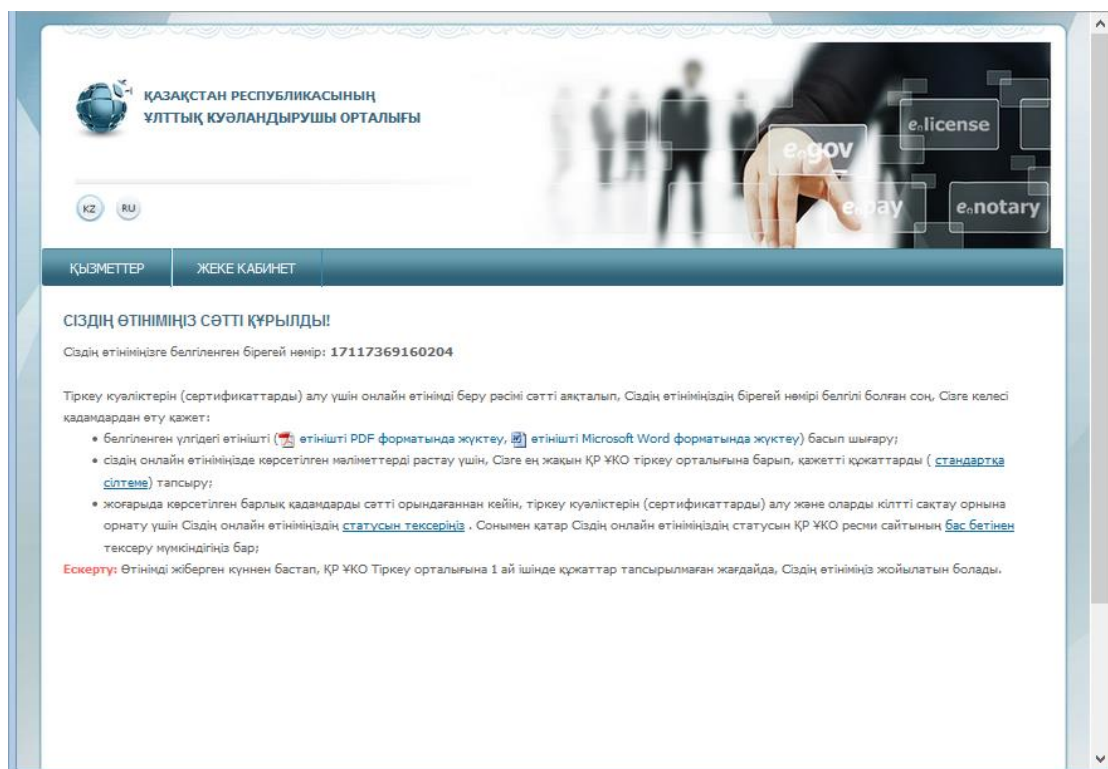 ҚАЗАҚСТАН РЕСПУБЛИКАСЫНЫҢ
ҰЛТТЫҚ КУӘЛАНДЫРУШЫ ОРТАЛЫҒЫ
e-license
e-gov
e-pay
e-notary
KZ RU
ҚЫЗМЕТТЕР ЖЕКЕ КАБИНЕТ
СІЗДІҢ ӨТІНІМІҢІЗ СӘТТІ ҚҰРЫЛДЫ!
Сіздің өтініміңізге белгіленген бірегей нөмір: 17117369160204
Тіркеу куәліктерін (сертификаттарды) алу үшін онлайн өтінімді беру рәсімі сәтті аяқталып, Сіздің өтініміңіздің бірегей нөмірі белгілі болған соң, Сізге келесі
қадамдардан өту қажет:
• белгіленген үлгідегі өтінішті ( өтінішті PDF форматында жүктеу, өтінішті Microsoft Word форматында жүктеу) басып шығару;
• сіздің онлайн өтініміңізде көрсетілген мәліметтерді растау үшін, Сізге ең жақын ҚР ҰКО тіркеу орталығына барып, қажетті құжаттарды ( стандартқа
сілтеме) тапсыру;
• жоғарыда көрсетілген барлық қадамдарды сәтті орындағаннан кейін, тіркеу куәліктерін (сертификаттарды) алу және оларды кілтті сақтау орнына
орнату үшін Сіздің онлайн өтініміңіздің статусын тексеріңіз . Сонымен қатар Сіздің онлайн өтініміңіздің статусын ҚР ҰКО ресми сайтының бас бетінен
тексеру мүмкіндігіңіз бар;
Ескерту: Өтінімді жіберген күннен бастап, ҚР ҰКО Тіркеу орталығына 1 ай ішінде құжаттар тапсырылмаған жағдайда, Сіздің өтініміңіз жойылатын болады.